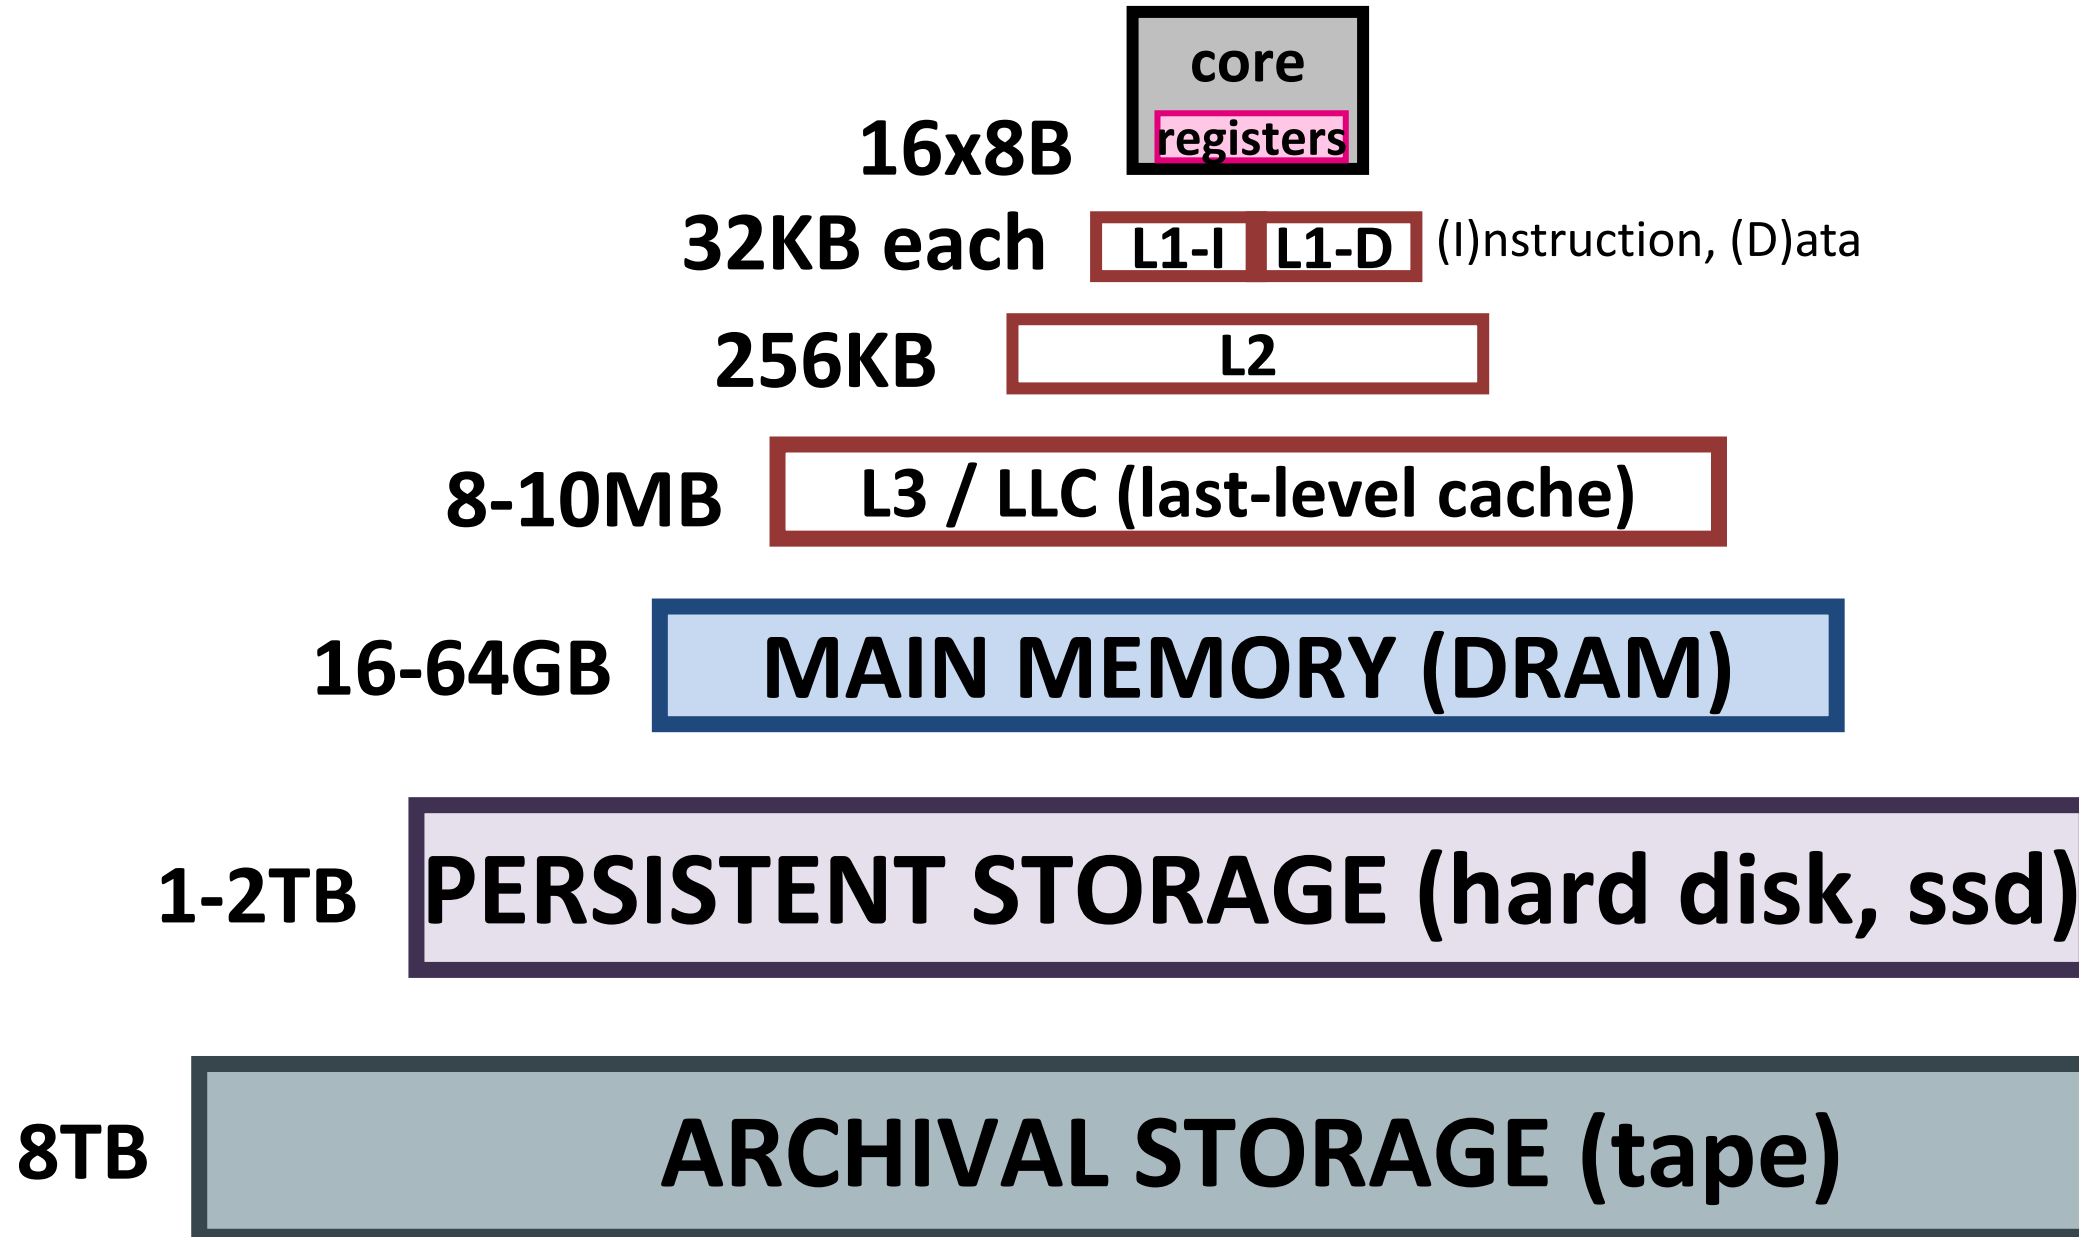 core
16x8B
registers
32KB each
L1-I
L1-D
(I)nstruction, (D)ata
256KB
L2
8-10MB
L3 / LLC (last-level cache)
16-64GB
MAIN MEMORY (DRAM)
1-2TB
PERSISTENT STORAGE (hard disk, ssd)
8TB
ARCHIVAL STORAGE (tape)